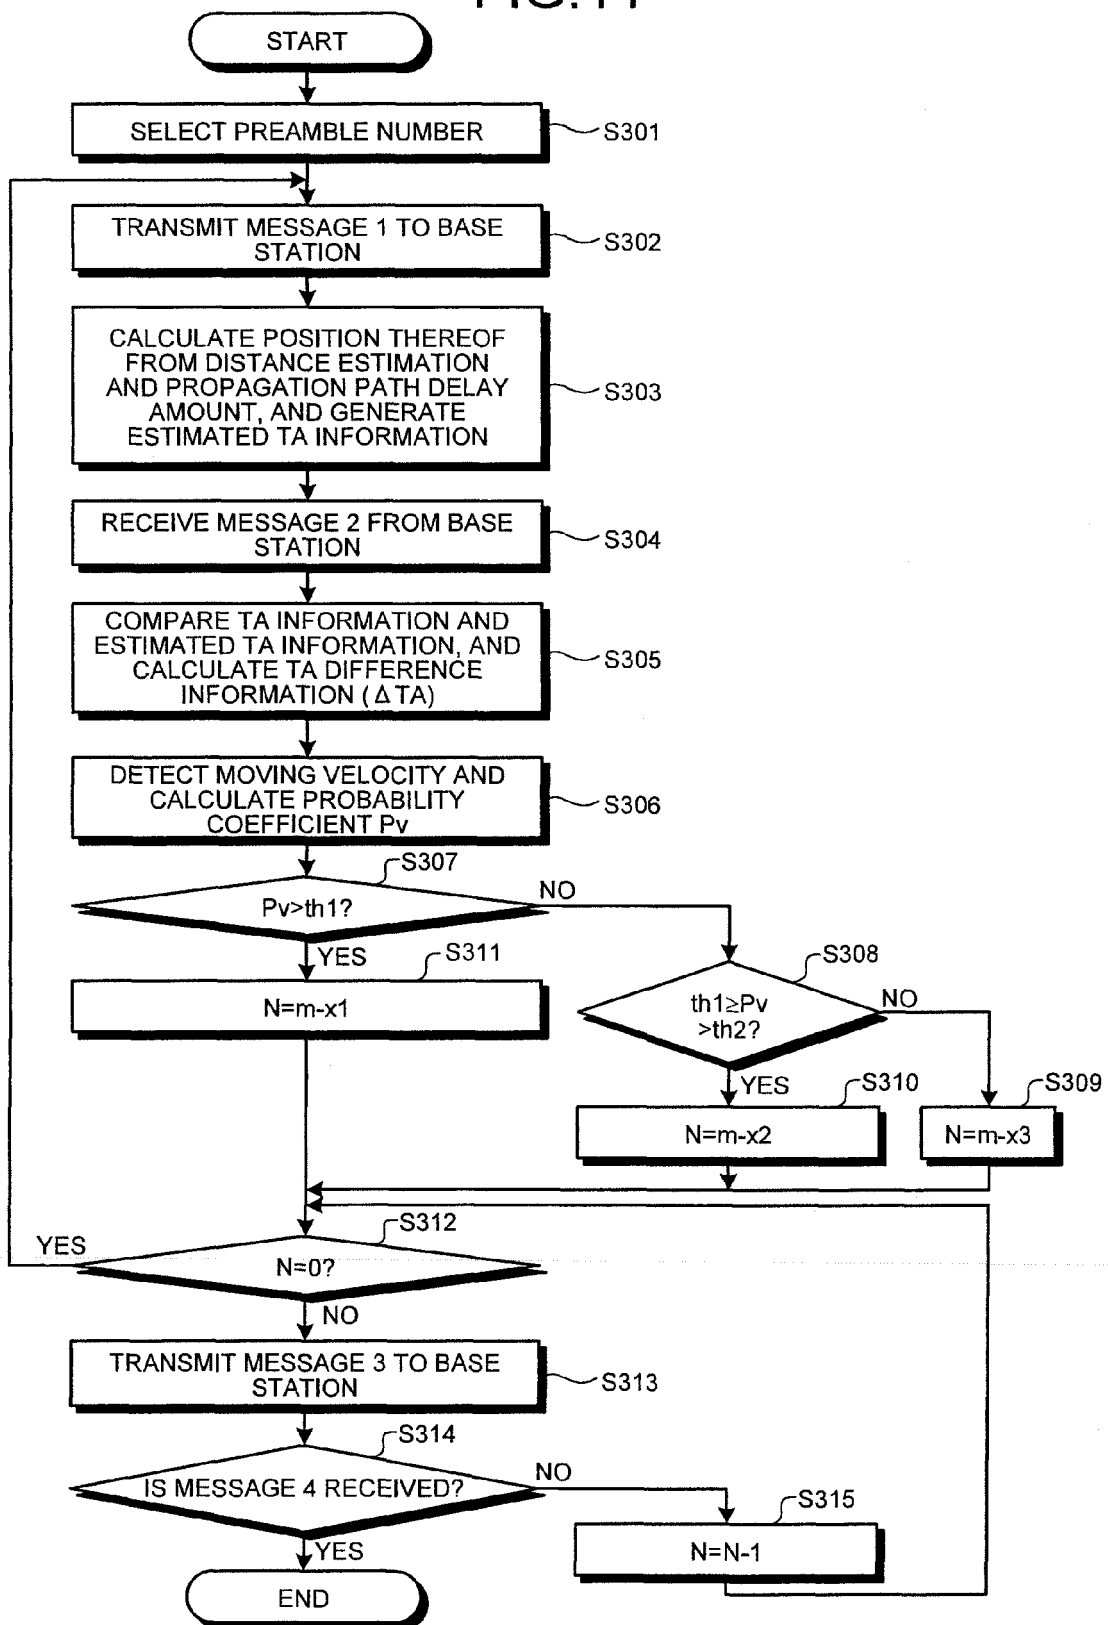 START
SELECT PREAMBLE NUMBER
S301
TRANSMIT MESSAGE 1 TO BASE
STATION
S302
CALCULATE POSITION THEREOF
FROM DISTANCE ESTIMATION
AND PROPAGATION PATH DELAY
AMOUNT, AND GENERATE
ESTIMATED TA INFORMATION
S303
RECEIVE MESSAGE 2 FROM BASE
STATION
S304
COMPARE TA INFORMATION AND
ESTIMATED TA INFORMATION, AND
CALCULATE TA DIFFERENCE
INFORMATION (ΔTA)
S305
DETECT MOVING VELOCITY AND
CALCULATE PROBABILITY
COEFFICIENT Pv
S306
S307
Pv>th1?
NO
YES
S311
N=m-x1
S308
th1≥Pv
>th2?
NO
YES
S310
N=m-x2
S309
N=m-x3
S312
YES
N=0?
NO
TRANSMIT MESSAGE 3 TO BASE
STATION
S313
S314
IS MESSAGE 4 RECEIVED?
NO
YES
S315
N=N-1
END